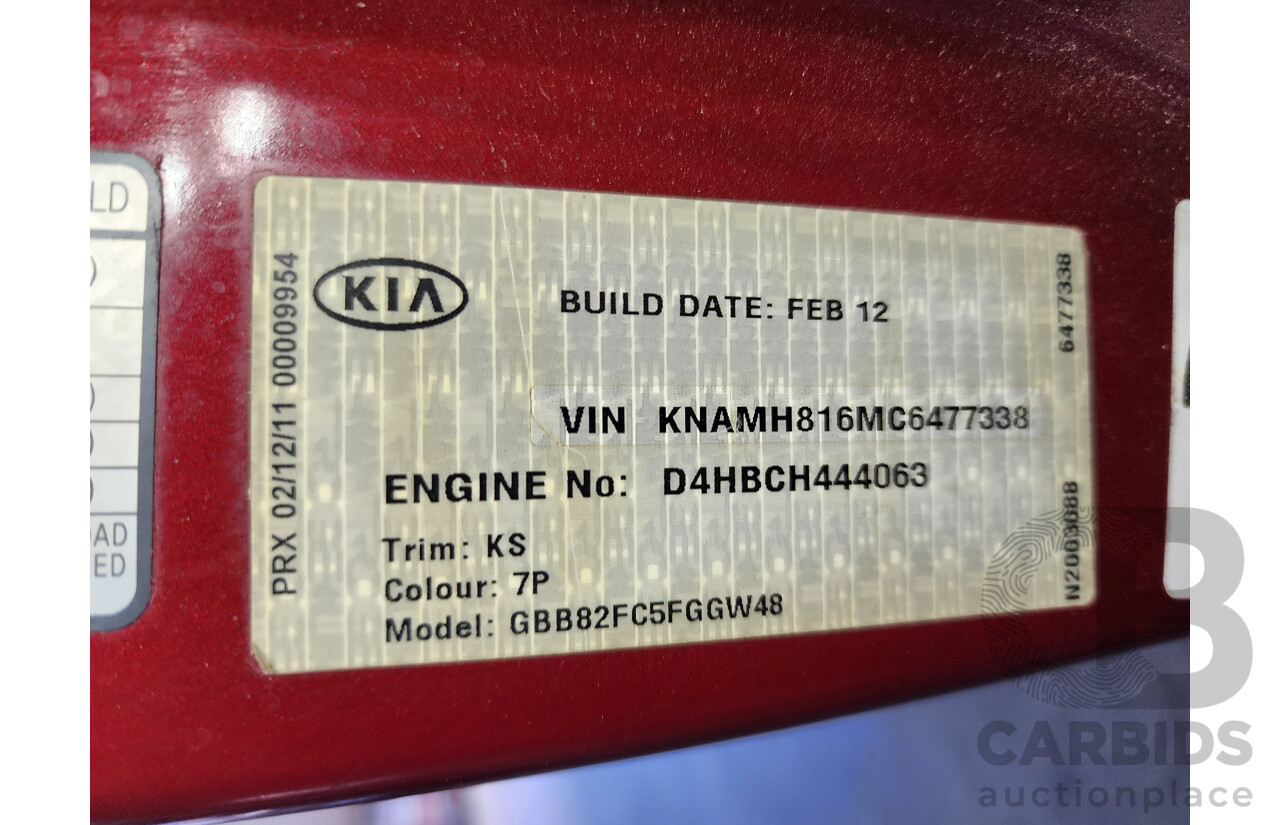 LD
AD
ED
PRX 02/12/11 00009954
KIA
BUILD DATE: FEB 12
VIN KNAMH816MC6477338
ENGINE No: D4HBCH444063
Trim: KS
Colour: 7P
Model: GBB82FC5FGGW48
6477338
N2003088
CB
CARBIDS
auctionplace